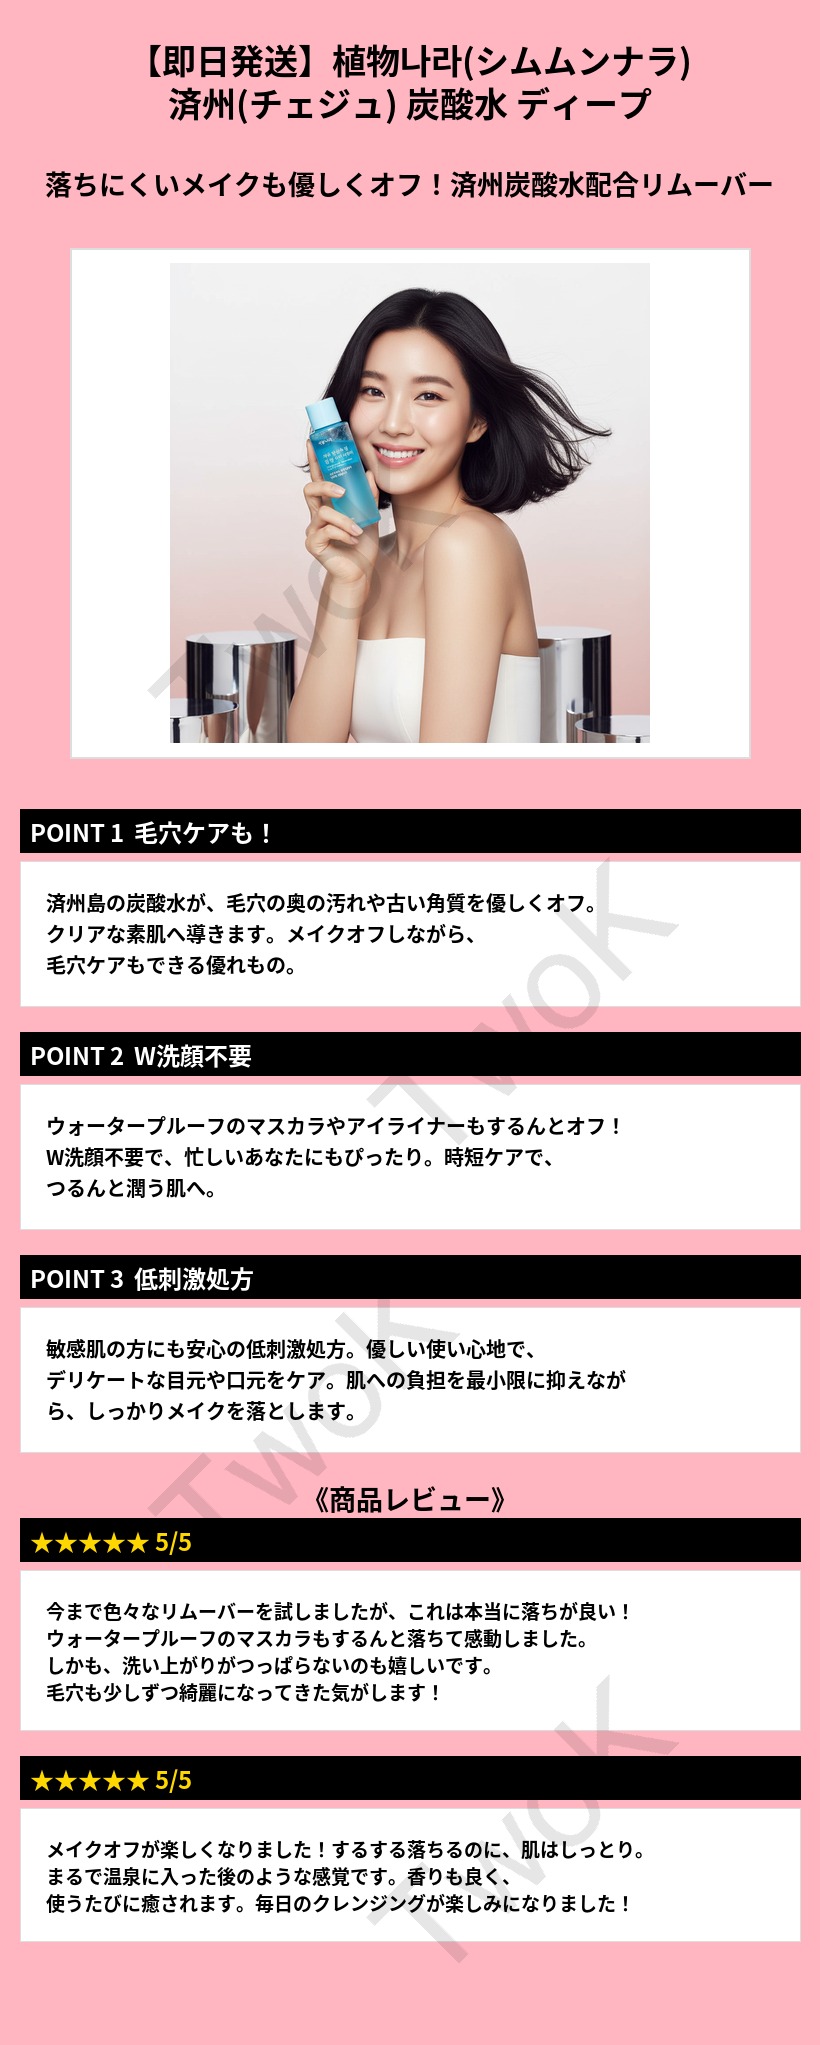 【即日発送】植物나라(シムムンナラ)
済州(チェジュ) 炭酸水 ディープ
落ちにくいメイクも優しくオフ！済州炭酸水配合リムーバー
TwoK
POINT 1 毛穴ケアも！
済州島の炭酸水が、毛穴の奥の汚れや古い角質を優しくオフ。
クリアな素肌へ導きます。メイクオフしながら、
毛穴ケアもできる優れもの。
TwoK
POINT 2 W洗顔不要
ウォータープルーフのマスカラやアイライナーもするんとオフ！
W洗顔不要で、忙しいあなたにもぴったり。時短ケアで、
つるんと潤う肌へ。
POINT 3 低刺激処方
敏感肌の方にも安心の低刺激処方。優しい使い心地で、
デリケートな目元や口元をケア。肌への負担を最小限に抑えなが
ら、しっかりメイクを落とします。
TwoK
《商品レビュー》
★★★★★ 5/5
今まで色々なリムーバーを試しましたが、これは本当に落ちが良い！
ウォータープルーフのマスカラもするんと落ちて感動しました。
しかも、洗い上がりがつっぱらないのも嬉しいです。
毛穴も少しずつ綺麗になってきた気がします！
★★★★★ 5/5
メイクオフが楽しくなりました！するする落ちるのに、肌はしっとり。
まるで温泉に入った後のような感覚です。香りも良く、
使うたびに癒されます。毎日のクレンジングが楽しみになりました！
TwoK